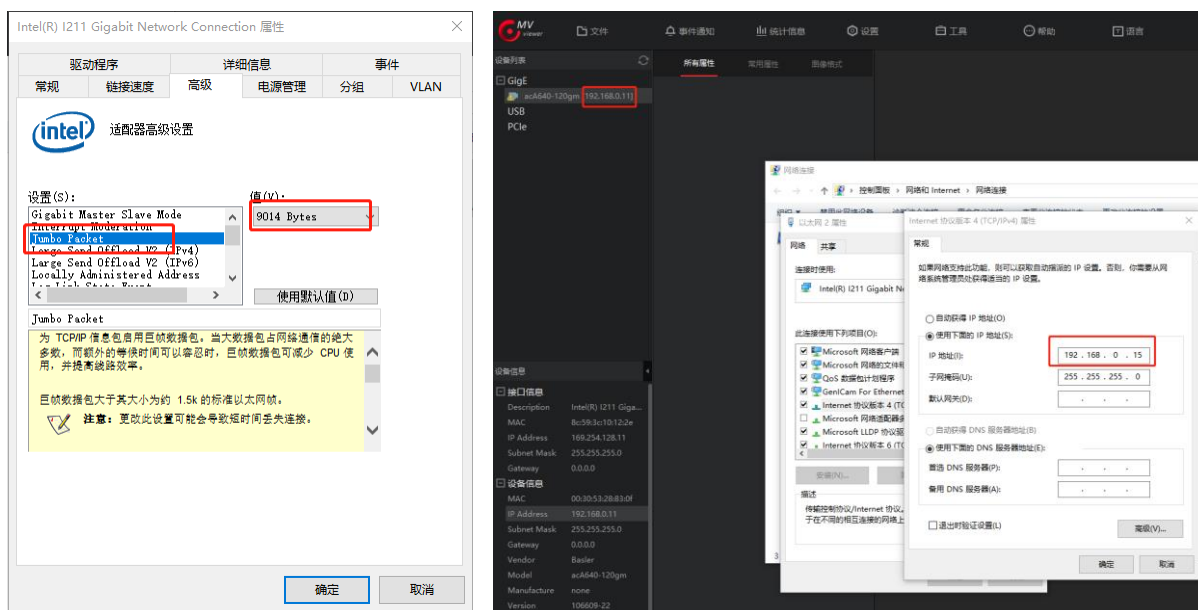 Intel(R) I211 Gigabit Network Connection 属性
驱动程序 详细信息 事件
常规 链接速度 高级 电源管理 分组 VLAN
intel
适配器高级设置
设置(S):
值(V):
Gigabit Master Slave Mode
Interrupt Moderation
Jumbo Packet
Large Send Offload V2 (IPv4)
Large Send Offload V2 (IPv6)
Locally Administered Address
Log Link State Event
9014 Bytes
使用默认值(D)
Jumbo Packet
为 TCP/IP 信息包启用巨帧数据包。当大数据包占网络通信的绝大
多数，而额外的等候时间可以容忍时，巨帧数据包可减少 CPU 使
用，并提高线路效率。
巨帧数据包大于其大小为约 1.5k 的标准以太网帧。
注意: 更改此设置可能会导致短时间丢失连接。
确定 取消
MV
viewer
文件 事件通知 统计信息 设置 工具 帮助 语言
设备列表
所有属性 常用属性 图像格式
GigE
acA640-120gm [192.168.0.11]
USB
PCIe
设备信息
接口信息
Description Intel(R) I211 Giga...
MAC 8c:59:3c:10:12:2e
IP Address 169.254.128.11
Subnet Mask 255.255.255.0
Gateway 0.0.0.0
设备信息
MAC 00:30:53:28:83:0f
IP Address 192.168.0.11
Subnet Mask 255.255.255.0
Gateway 0.0.0.0
Vendor Basler
Model acA640-120gm
Manufacture none
Version 106609-22
网络连接
控制面板 › 网络和 Internet › 网络连接
以太网 2 属性
网络 共享
连接时使用:
Intel(R) I211 Gigabit Ne
此连接使用下列项目(O):
Microsoft 网络客户端
Microsoft 网络的文件和
QoS 数据包计划程序
GenICam For Ethernet
Internet 协议版本 4 (TC
Microsoft 网络适配器多
Microsoft LLDP 协议驱
Internet 协议版本 6 (TC
安装(N)...
描述
传输控制协议/Internet 协议。
于在不同的相互连接的网络上
Internet 协议版本 4 (TCP/IPv4) 属性
常规
如果网络支持此功能，则可以获取自动指派的 IP 设置。否则，你需要从网
络系统管理员处获得适当的 IP 设置。
自动获得 IP 地址(O)
使用下面的 IP 地址(S):
IP 地址(I): 192 . 168 . 0 . 15
子网掩码(U): 255 . 255 . 255 . 0
默认网关(D):
自动获得 DNS 服务器地址(B)
使用下面的 DNS 服务器地址(E):
首选 DNS 服务器(P):
备用 DNS 服务器(A):
退出时验证设置(L)
高级(V)...
确定 取消